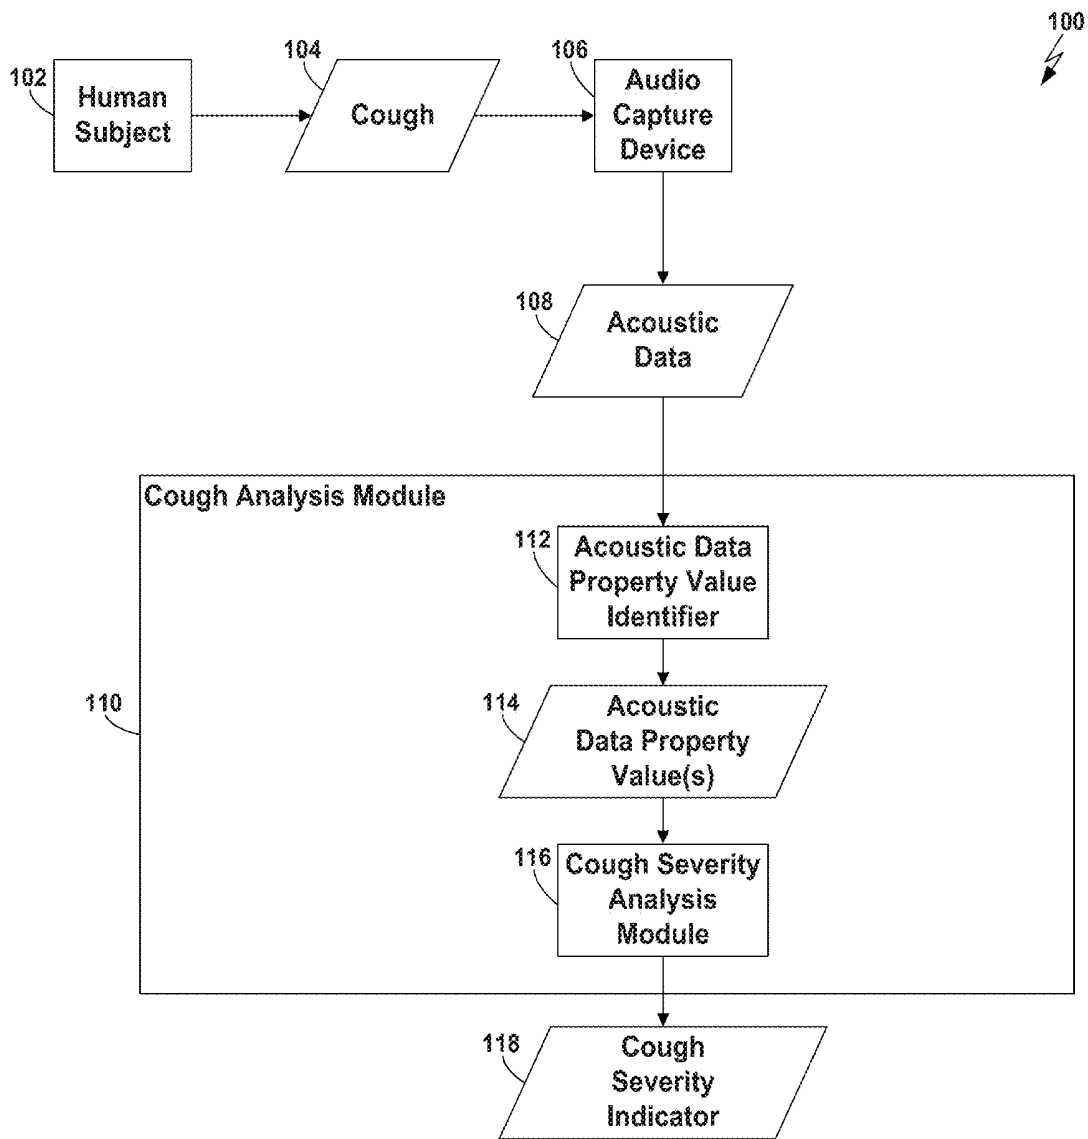 100
102
Human
Subject
104
Cough
106
Audio
Capture
Device
108
Acoustic
Data
110
Cough Analysis Module
112
Acoustic Data
Property Value
Identifier
114
Acoustic
Data Property
Value(s)
116
Cough Severity
Analysis
Module
118
Cough
Severity
Indicator